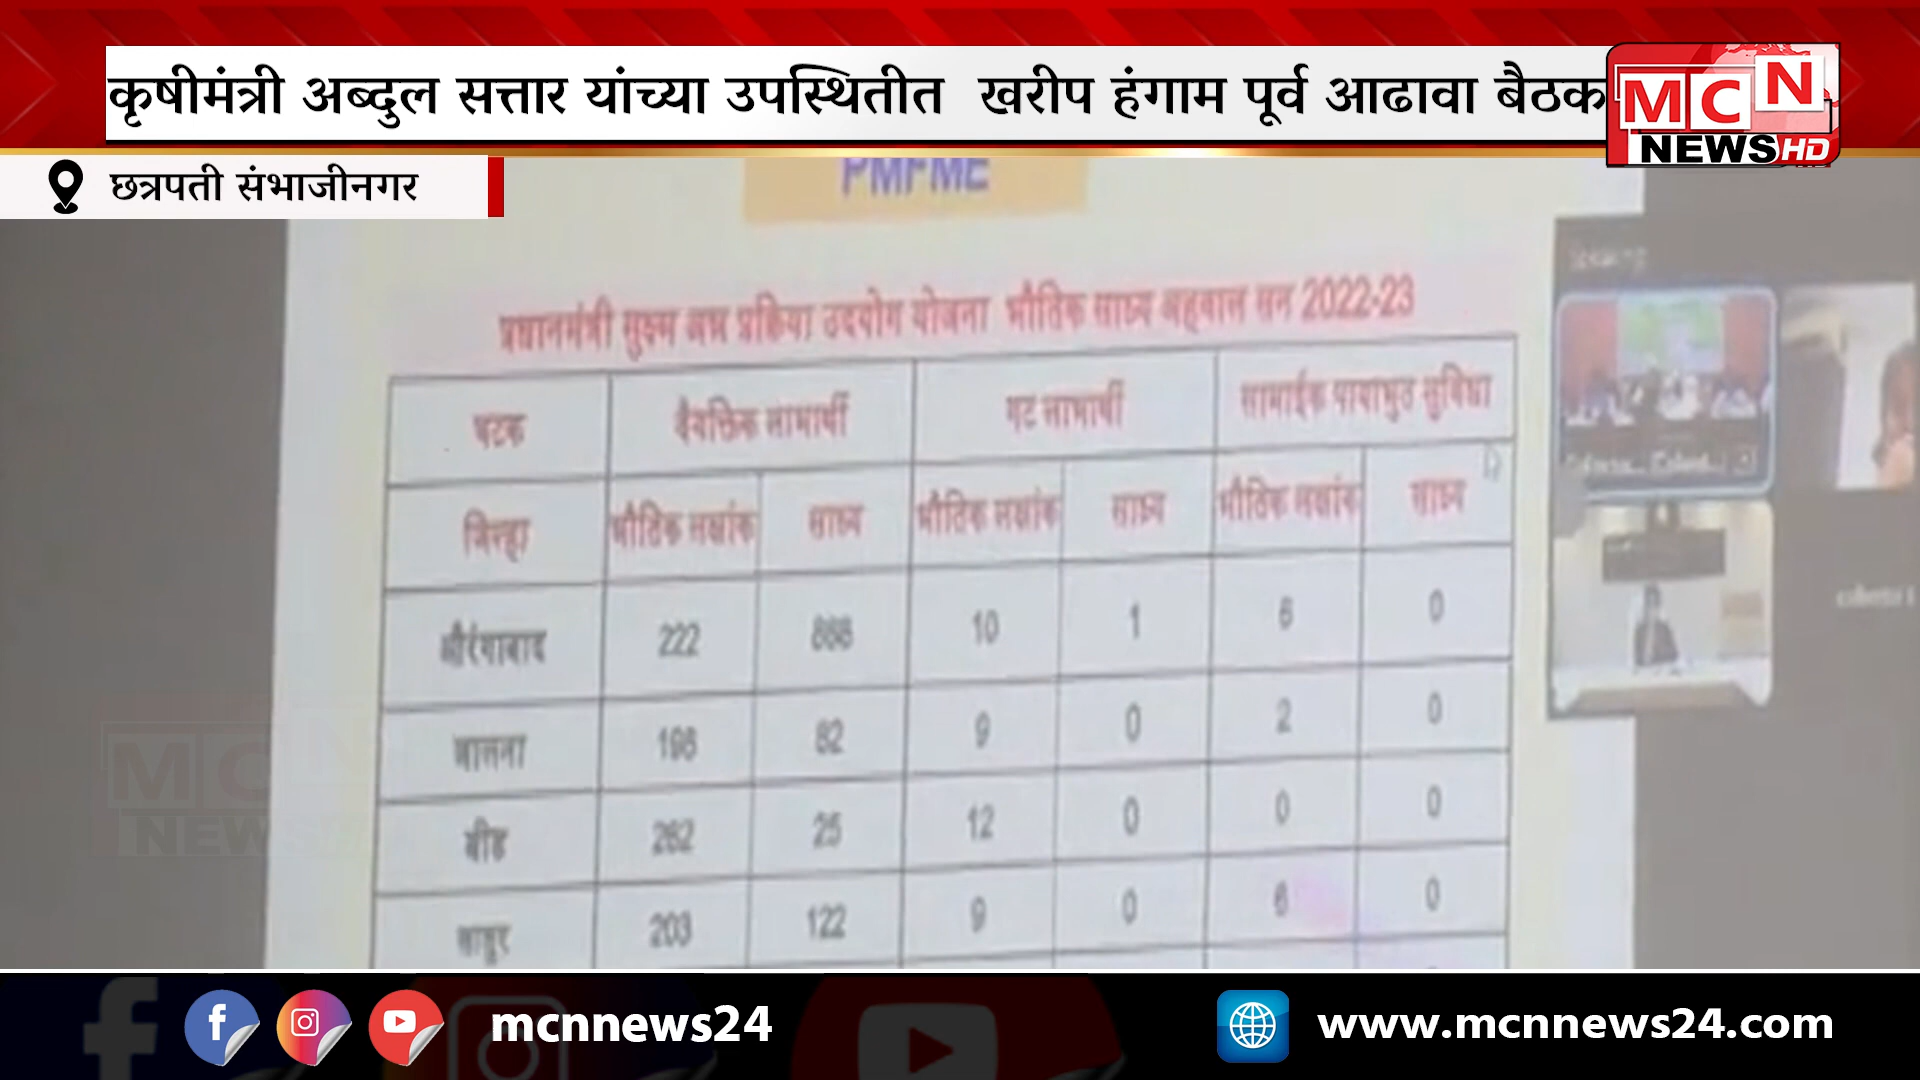 कृषीमंत्री अब्दुल सत्तार यांच्या उपस्थितीत खरीप हंगाम पूर्व आढावा बैठक
MCN
NEWS HD
छत्रपती संभाजीनगर
PMFME
प्रधानमंत्री सुक्ष्म अन्न प्रक्रिया उदयोग योजना भौतिक साध्य अहवाल सन 2022-23
घटक वैयक्तिक लाभार्थी गट लाभार्थी सामाईक पायाभुत सुविधा
जिल्हा भौतिक लक्षांक साध्य भौतिक लक्षांक साध्य भौतिक लक्षांक साध्य
औरंगाबाद 222 10 1 6 0
जालना 198 82 9 0 2 0
बीड 262 25 12 0 0 0
लातूर 203 122 9 0 6 0
MCN
NEWS
mcnnews24
www.mcnnews24.com